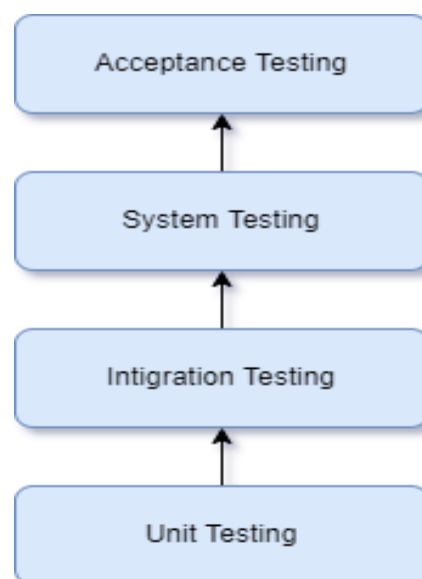 Acceptance Testing
System Testing
Intigration Testing
Unit Testing